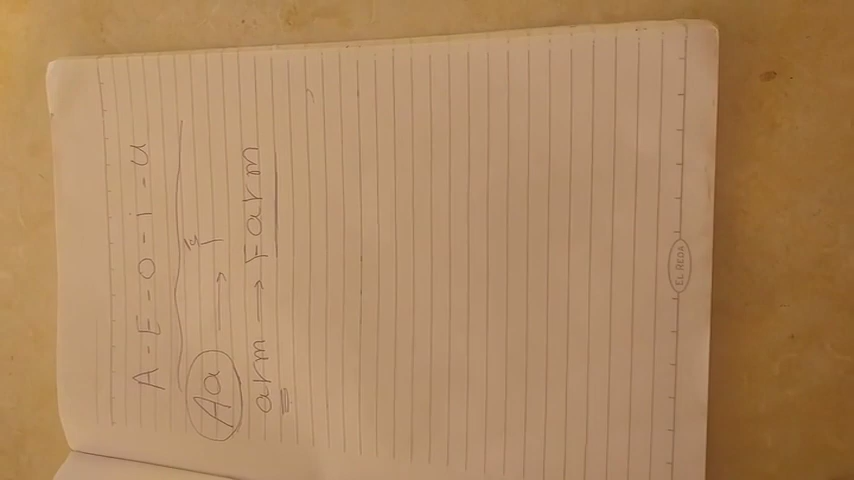 A - E - O - i - u
Aa → أ
arm → Farm
EL REDA